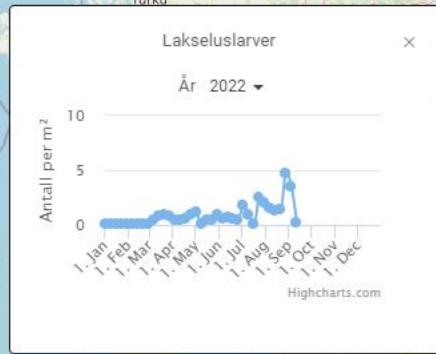 Turku
Lakseluslarver
×
År 2022
10
5
0
Antall per m²
1. Jan
1. Feb
1. Mar
1. Apr
1. May
1. Jun
1. Jul
1. Aug
1. Sep
1. Oct
1. Nov
1. Dec
Highcharts.com